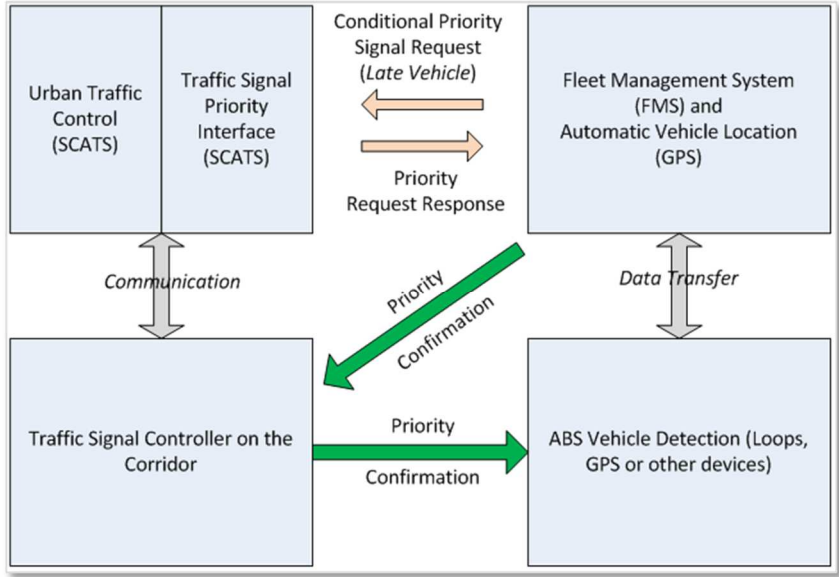 Urban Traffic
Control
(SCATS)
Traffic Signal
Priority
Interface
(SCATS)
Conditional Priority
Signal Request
(Late Vehicle)
Priority
Request Response
Fleet Management System
(FMS) and
Automatic Vehicle Location
(GPS)
Communication
Priority
Confirmation
Data Transfer
Traffic Signal Controller on the
Corridor
Priority
Confirmation
ABS Vehicle Detection (Loops,
GPS or other devices)